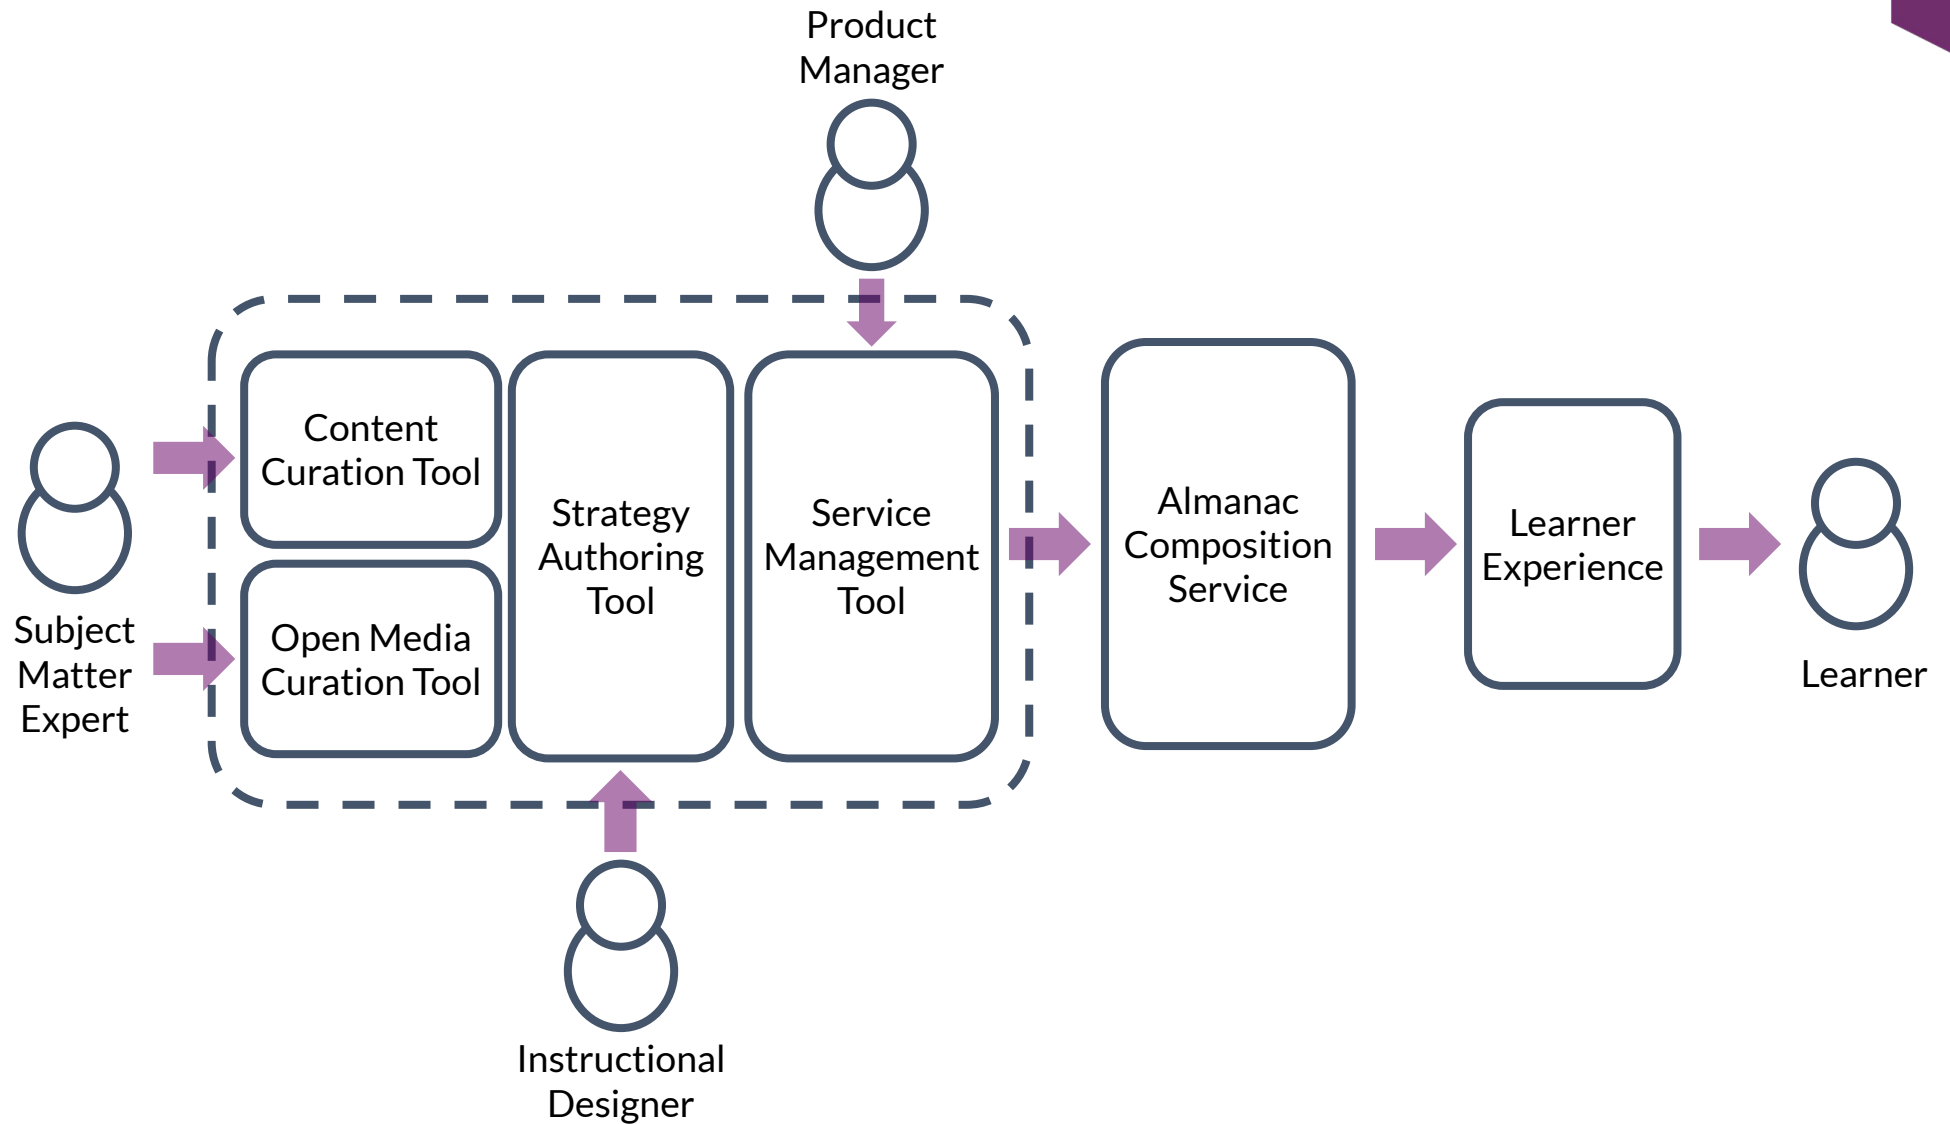 Product
Manager
Subject
Matter
Expert
Content
Curation Tool
Open Media
Curation Tool
Strategy
Authoring
Tool
Service
Management
Tool
Almanac
Composition
Service
Learner
Experience
Learner
Instructional
Designer